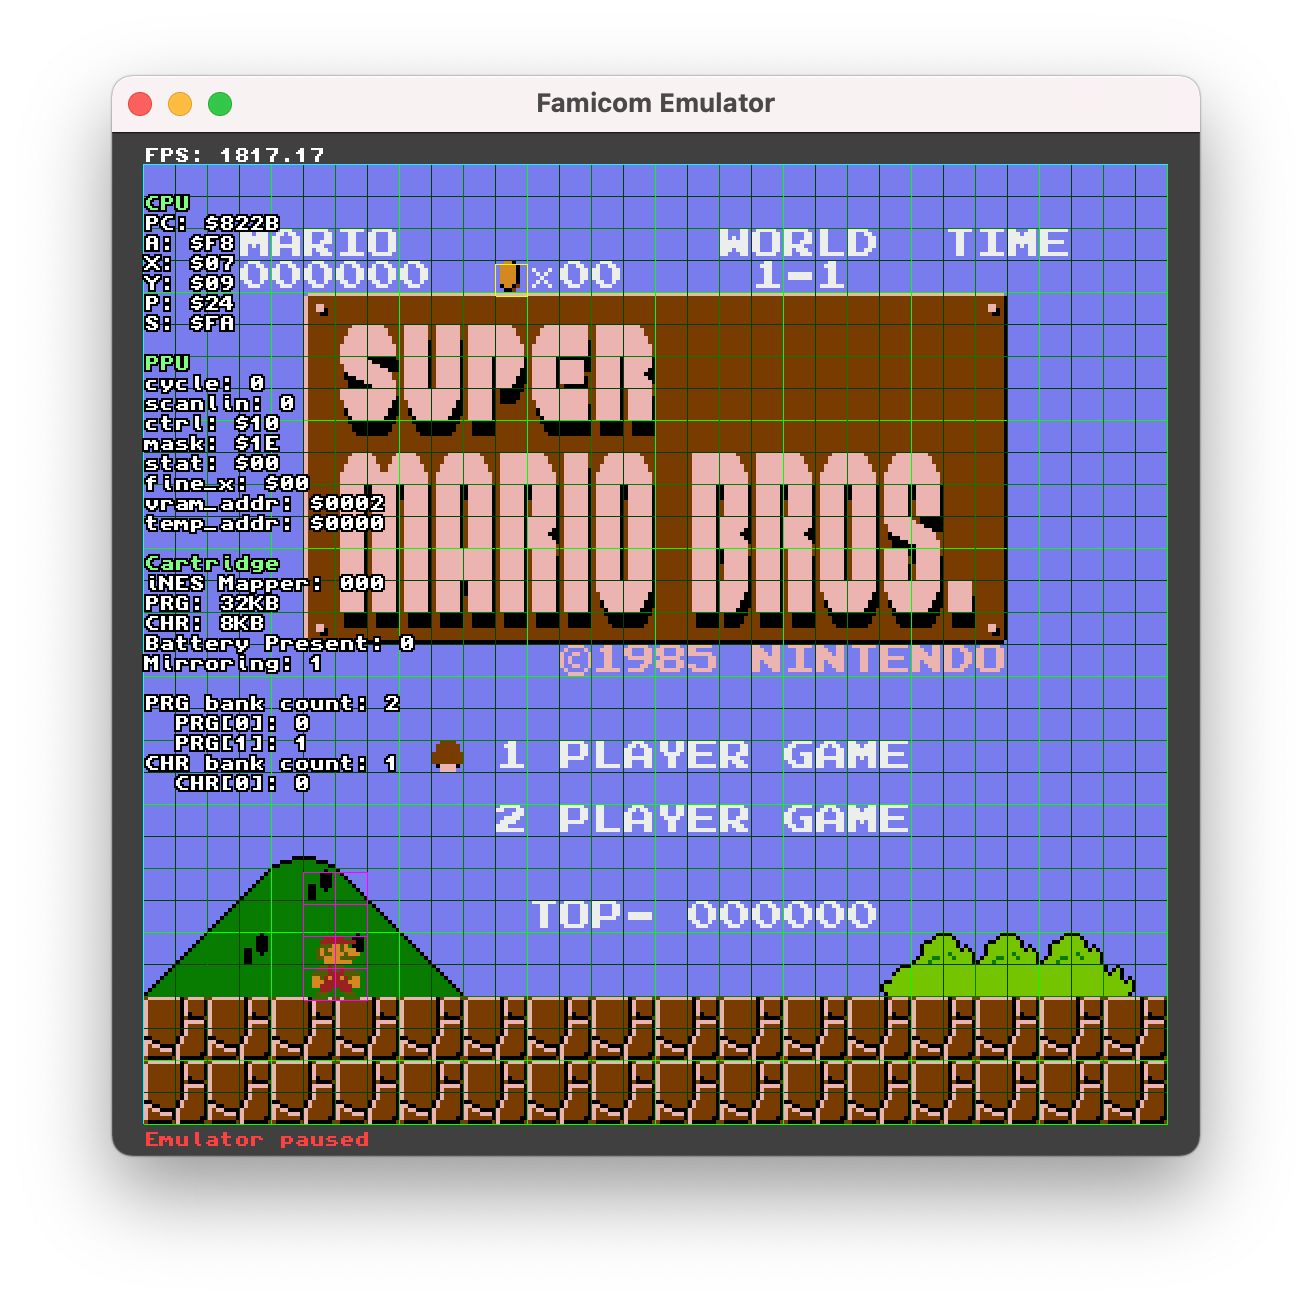 Famicom Emulator
FPS: 1817.17
CPU
PC: $822B
A: $F8
X: $07
Y: $09
P: $24
S: $FA
MARIO
000000
x00
WORLD
1-1
TIME
SUPER
MARIO BROS.
©1985 NINTENDO
PPU
cycle: 0
scanlin: 0
ctrl: $10
mask: $1E
stat: $00
fine_x: $00
vram_addr: $0002
temp_addr: $0000
Cartridge
iNES Mapper: 000
PRG: 32KB
CHR: 8KB
Battery Present: 0
Mirroring: 1
PRG bank count: 2
PRG[0]: 0
PRG[1]: 1
CHR bank count: 1
CHR[0]: 0
1 PLAYER GAME
2 PLAYER GAME
TOP- 000000
Emulator paused